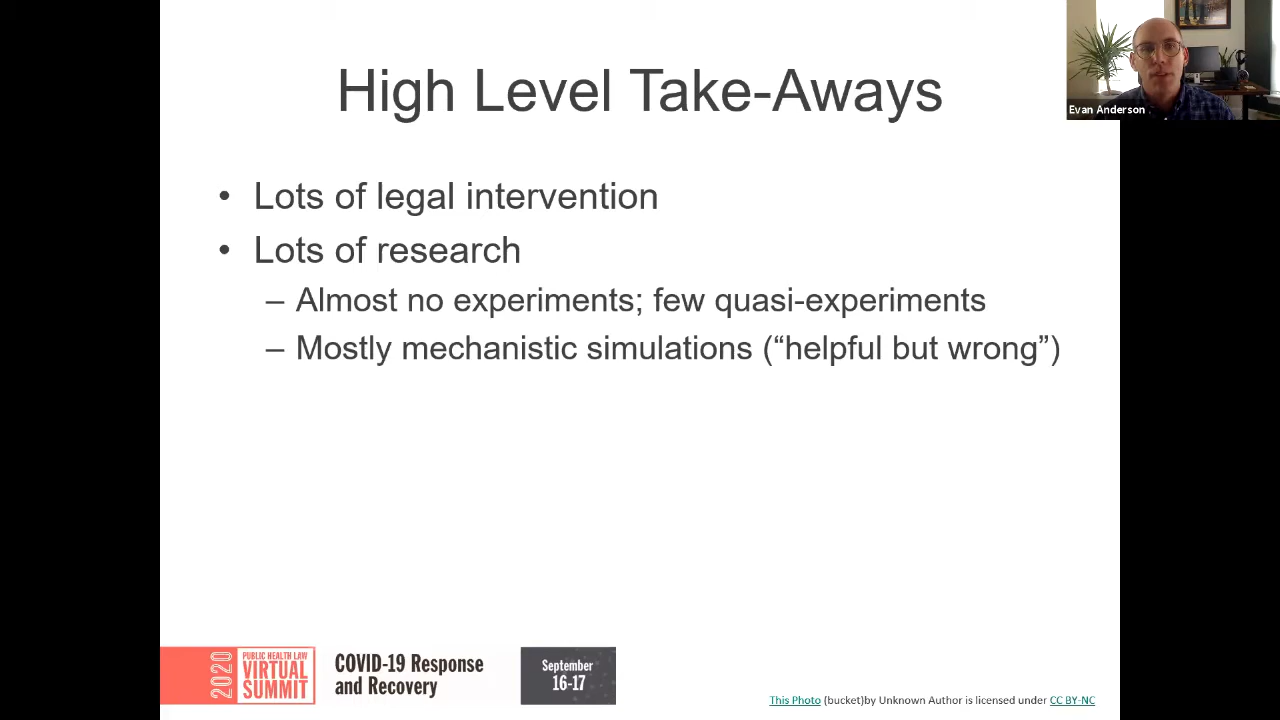 High Level Take-Aways
Evan Anderson
• Lots of legal intervention
• Lots of research
– Almost no experiments; few quasi-experiments
– Mostly mechanistic simulations (“helpful but wrong”)
2020
PUBLIC HEALTH LAW
VIRTUAL
SUMMIT
COVID-19 Response
and Recovery
September
16-17
This Photo (bucket)by Unknown Author is licensed under CC BY-NC